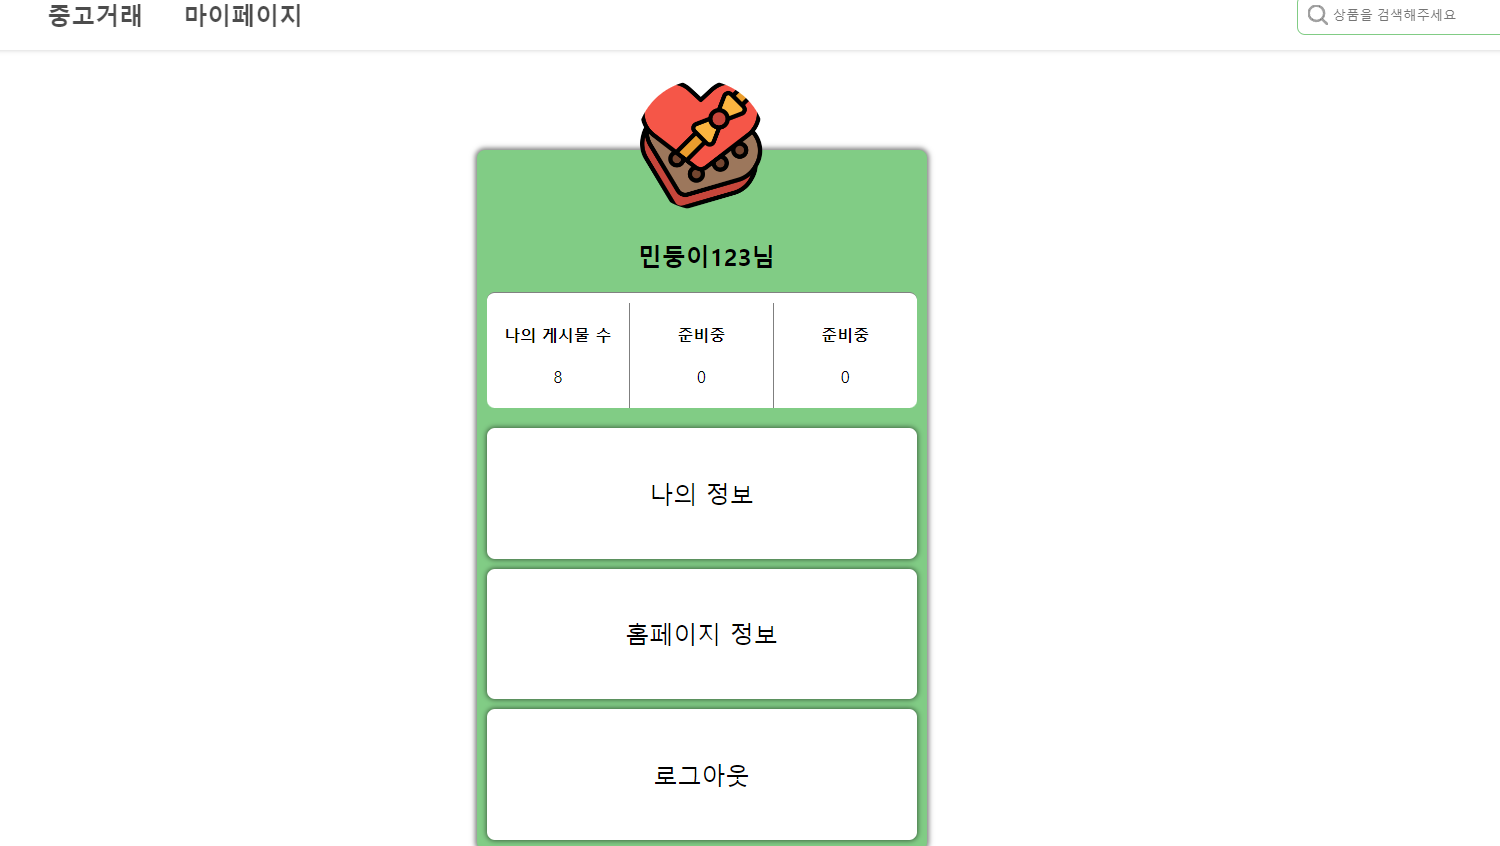 중고거래 마이페이지 상품을 검색해주세요
민둥이123님
나의 게시물 수 준비중 준비중
8 0 0
나의 정보
홈페이지 정보
로그아웃